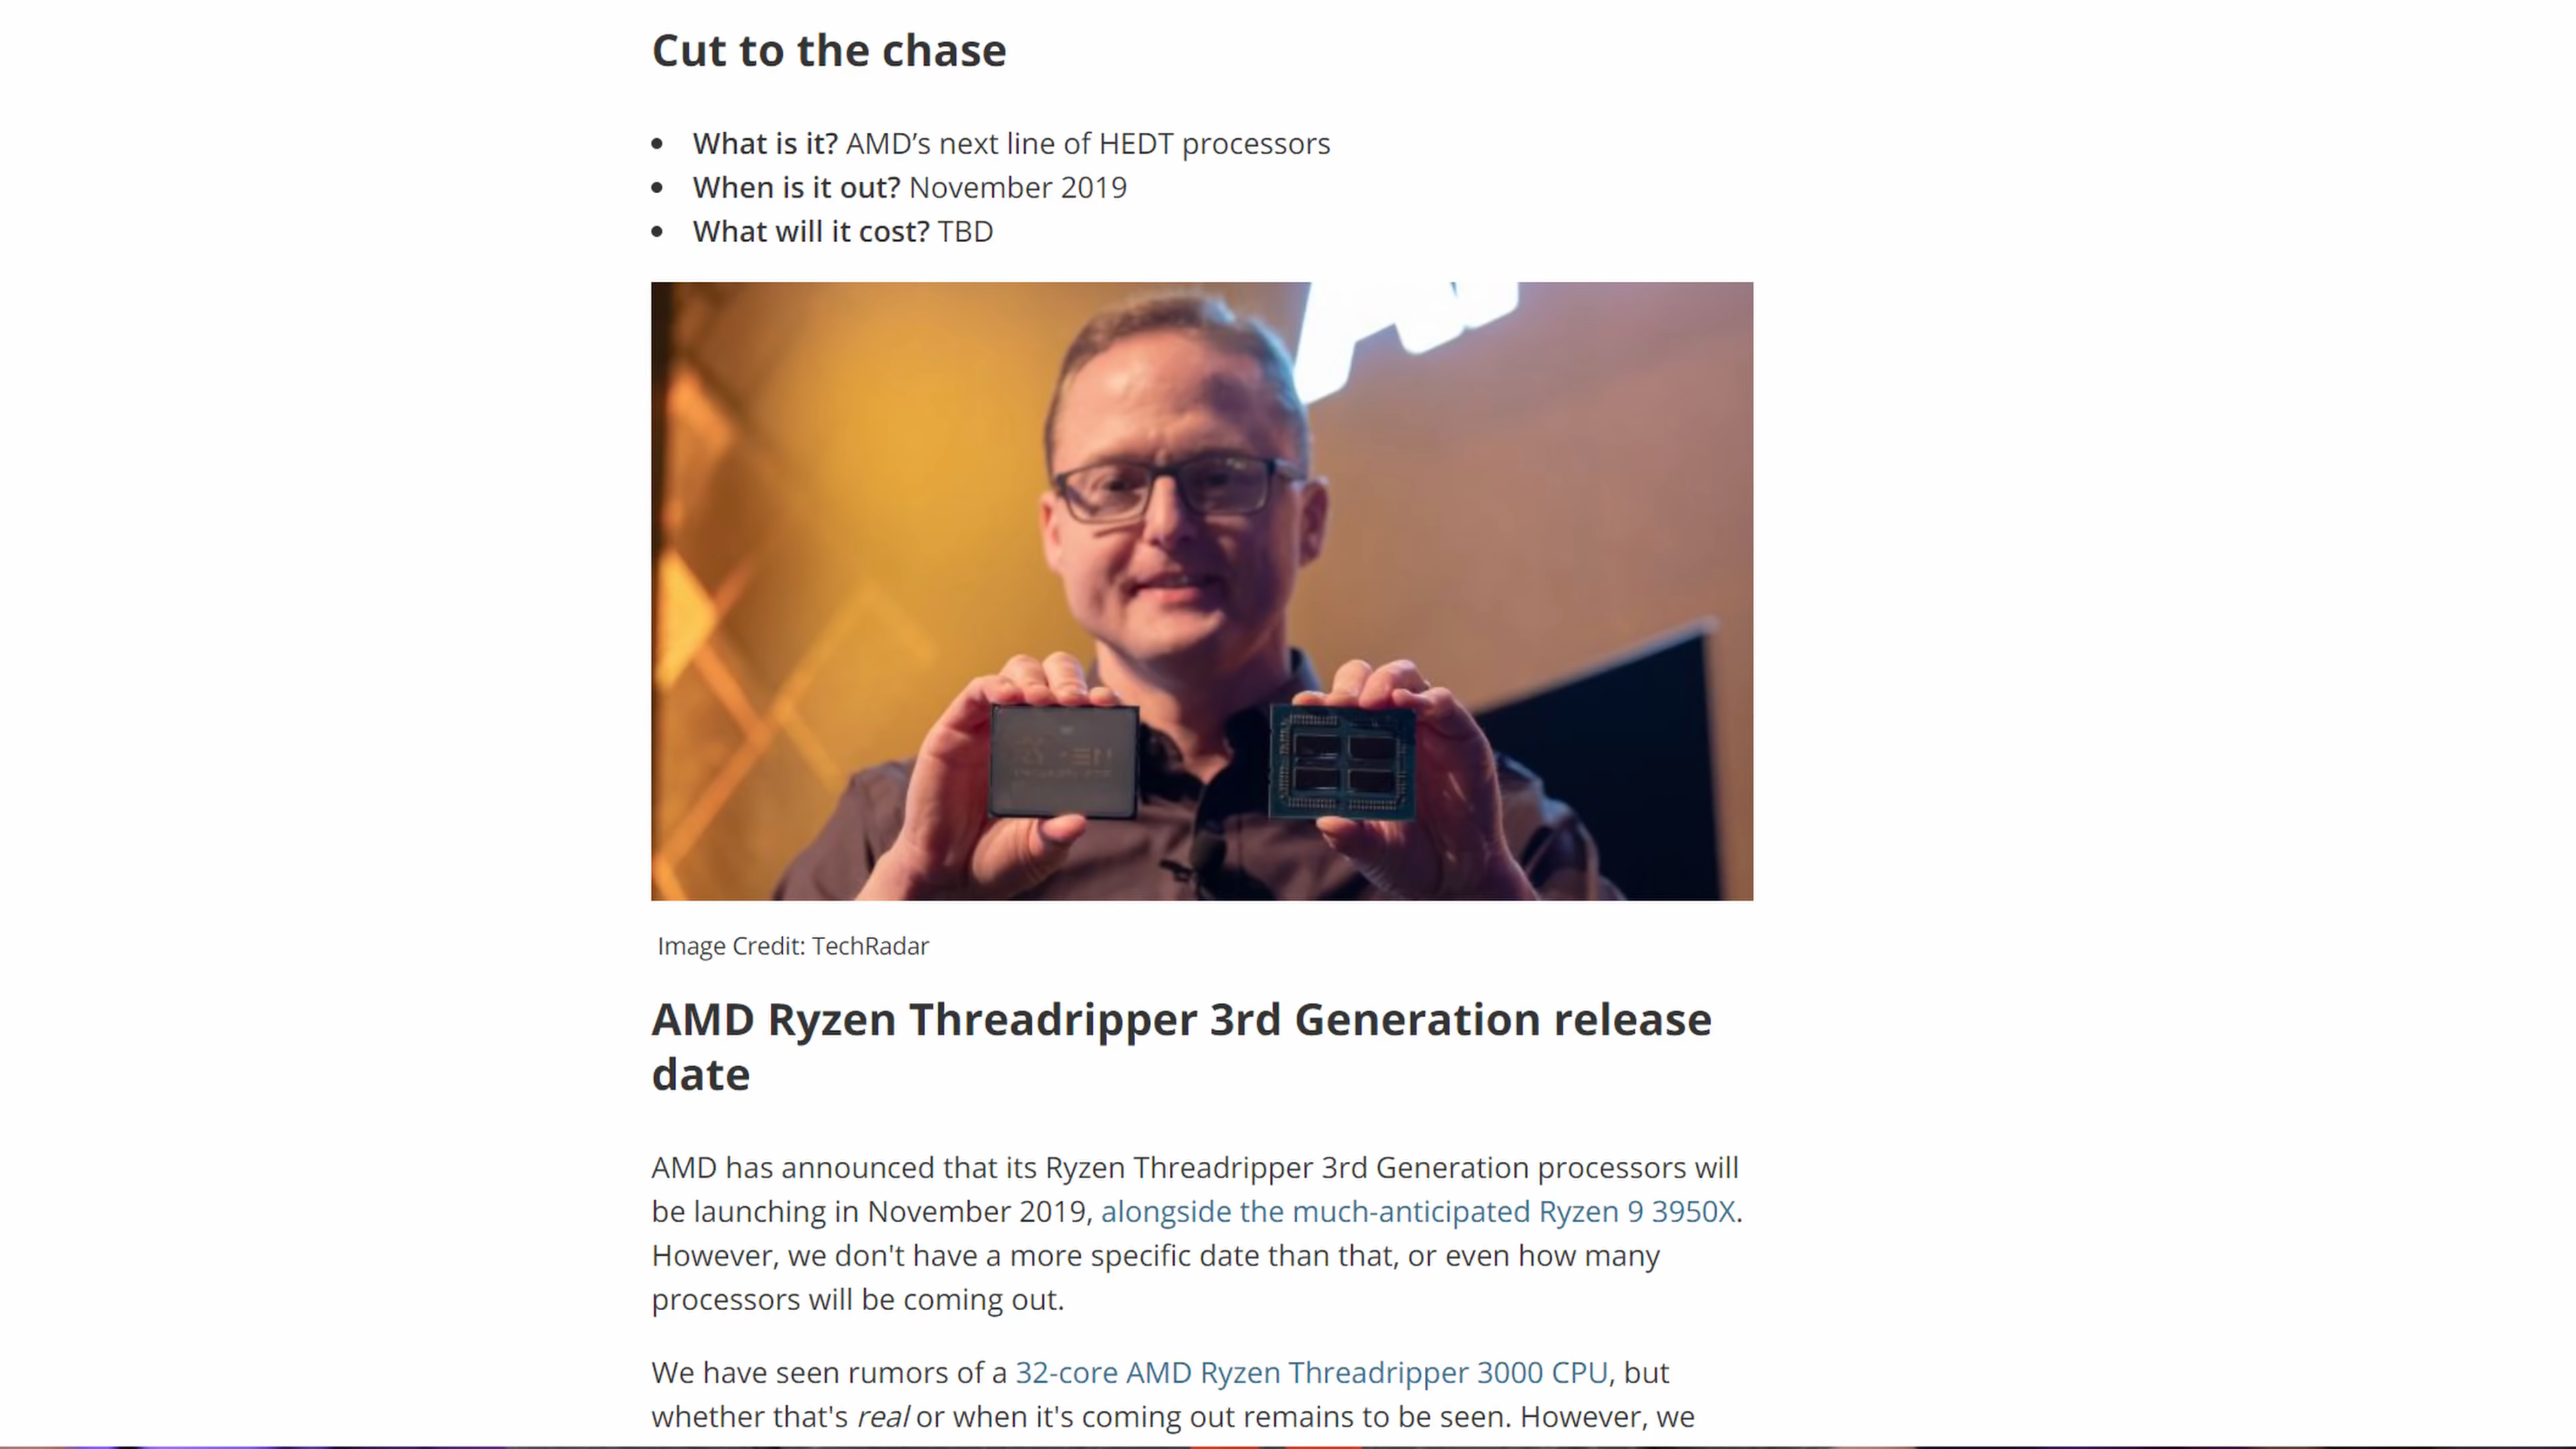 Cut to the chase
• What is it? AMD’s next line of HEDT processors
• When is it out? November 2019
• What will it cost? TBD
Image Credit: TechRadar
AMD Ryzen Threadripper 3rd Generation release
date
AMD has announced that its Ryzen Threadripper 3rd Generation processors will
be launching in November 2019, alongside the much-anticipated Ryzen 9 3950X.
However, we don't have a more specific date than that, or even how many
processors will be coming out.
We have seen rumors of a 32-core AMD Ryzen Threadripper 3000 CPU, but
whether that's real or when it's coming out remains to be seen. However, we